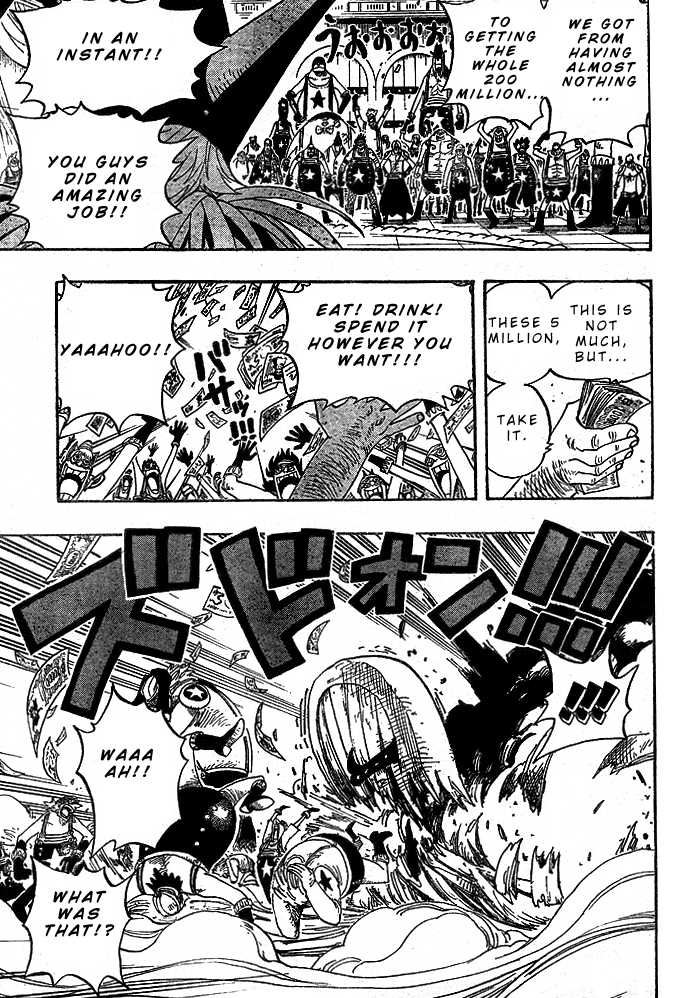 WE GOT
FROM
HAVING
ALMOST
NOTHING
...
TO
GETTING
THE
WHOLE
200
MILLION...
うおおおお
IN AN
INSTANT!!
YOU GUYS
DID AN
AMAZING
JOB!!
THIS IS
NOT
MUCH,
BUT...
THESE 5
MILLION,
TAKE
IT.
EAT! DRINK!
SPEND IT
HOWEVER YOU
WANT!!!
バサッ!!!
YAAAHOO!!
ズドォン!!!
!!!
WAAA
AH!!
WHAT
WAS
THAT!?